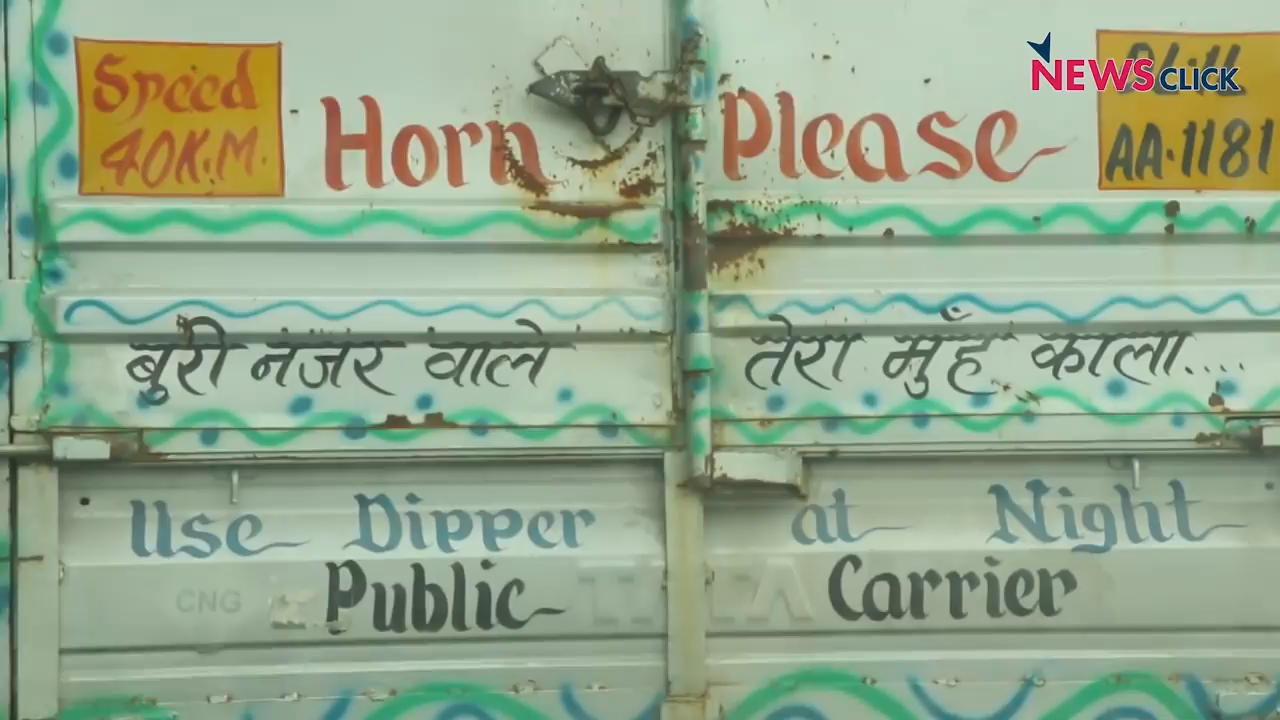 NEWSCLICK
Speed
40K.M.
Horn Please
AA.1181
बुरी नजर वाले तेरा मुँह काला....
Use Dipper at Night
CNG
Public Carrier